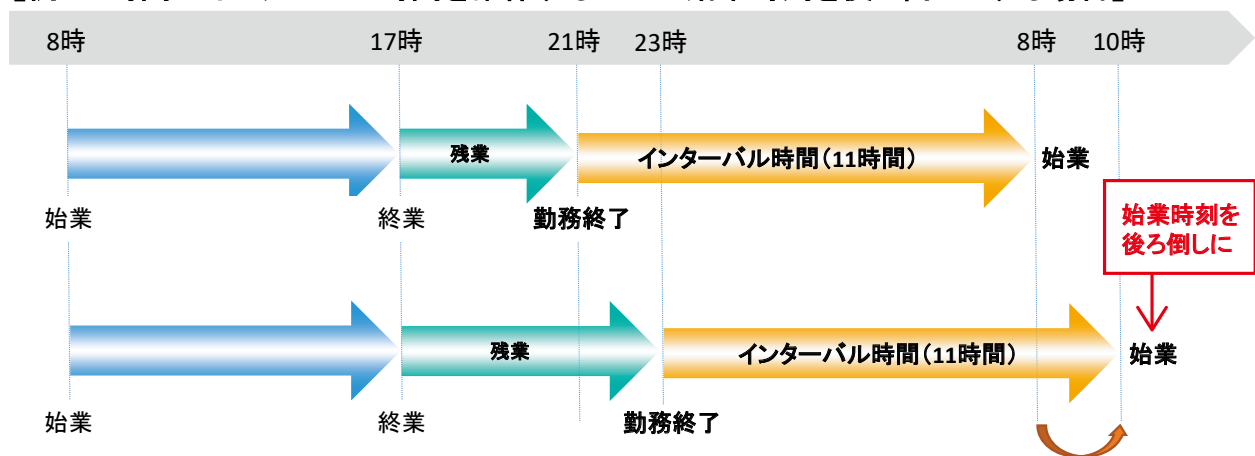 8時 17時 21時 23時 8時 10時
残業 インターバル時間(11時間) 始業
始業 終業 勤務終了
始業時刻を
後ろ倒しに
残業 インターバル時間(11時間) 始業
始業 終業 勤務終了